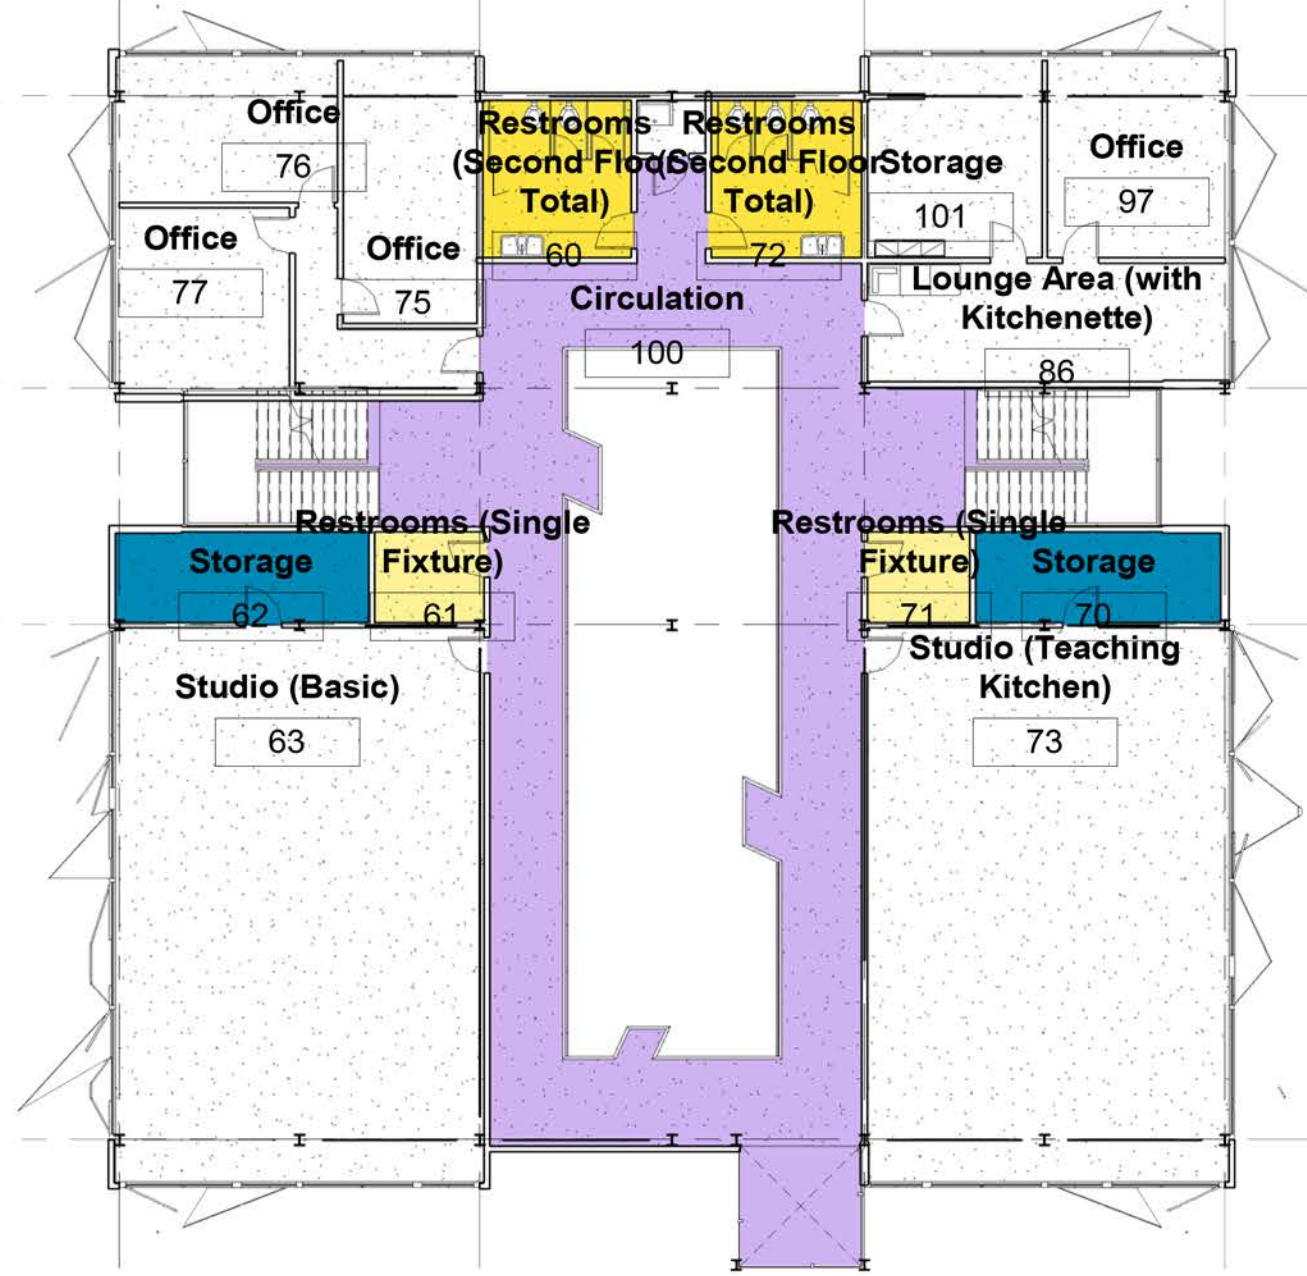 Office
76
Office
77
Office
75
Restrooms
(Second Floor
Total)
60
Restrooms
(Second Floor
Total)
72
Storage
101
Office
97
Circulation
100
Lounge Area (with
Kitchenette)
86
Storage
62
Restrooms (Single
Fixture)
61
Restrooms (Single
Fixture)
71
Storage
70
Studio (Basic)
63
Studio (Teaching
Kitchen)
73